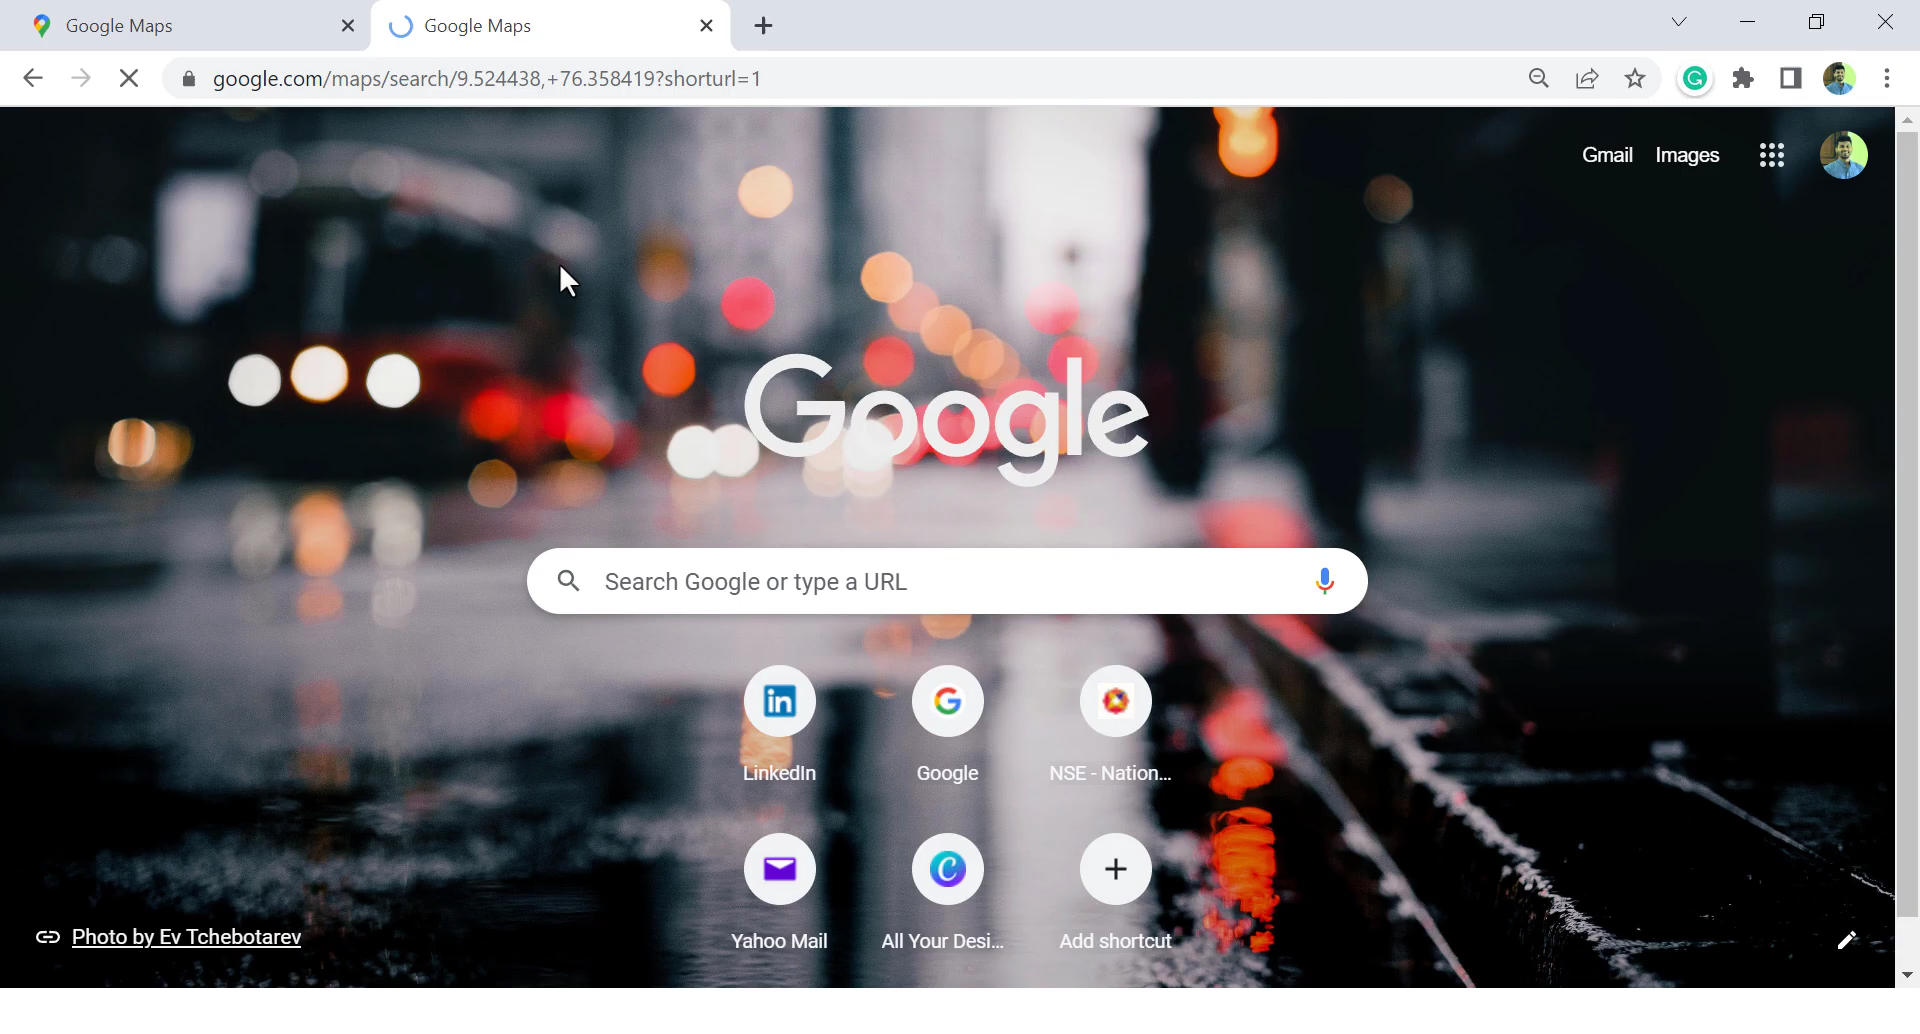 Google Maps
Google Maps
google.com/maps/search/9.524438,+76.358419?shorturl=1
Gmail Images
Google
Search Google or type a URL
LinkedIn Google NSE - Nation...
Yahoo Mail All Your Desi... Add shortcut
Photo by Ev Tchebotarev